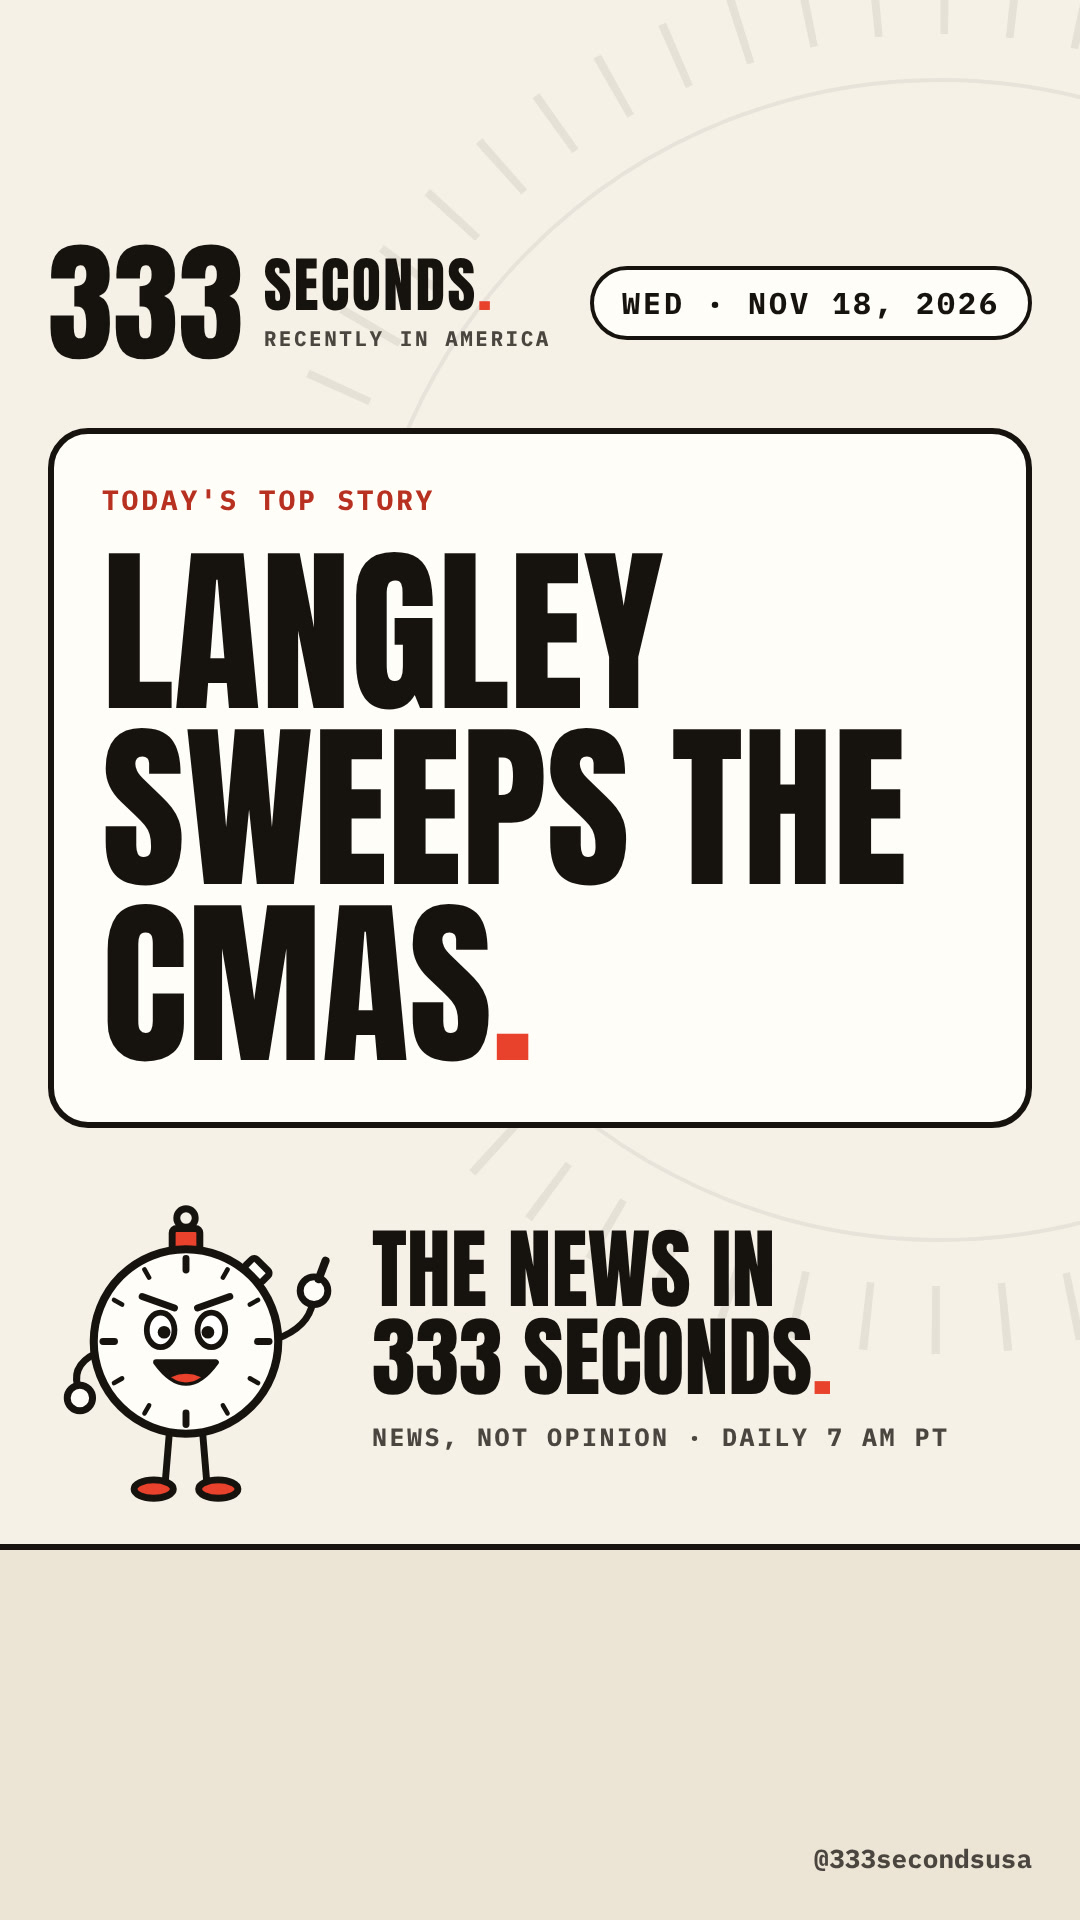 333 SECONDS.
RECENTLY IN AMERICA
WED · NOV 18, 2026
TODAY'S TOP STORY
LANGLEY
SWEEPS THE
CMAS.
THE NEWS IN
333 SECONDS.
NEWS, NOT OPINION · DAILY 7 AM PT
@333secondsusa